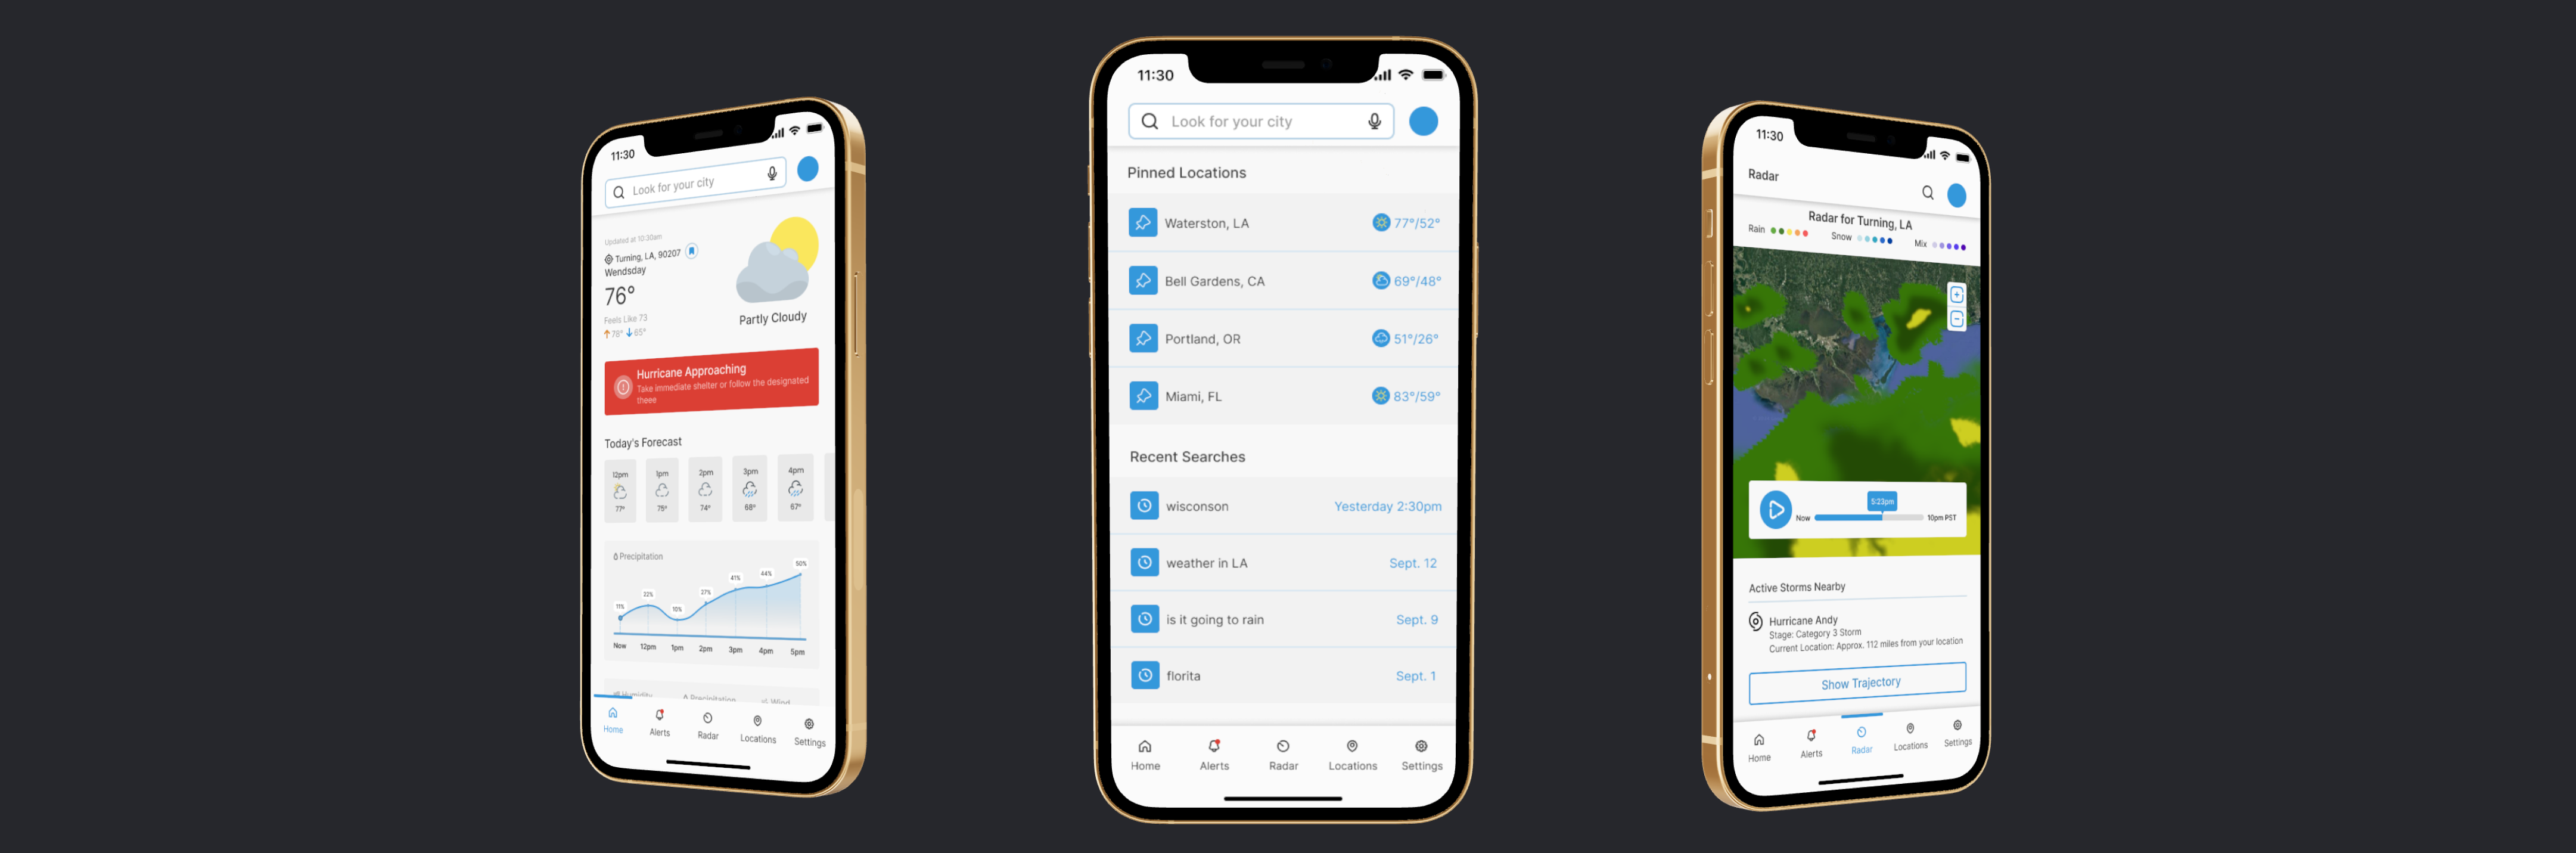 11:30
Look for your city
Updated at 10:30am
Turning, LA, 90207
Wendsday
76°
Feels Like 73
78° 65°
Partly Cloudy
Hurricane Approaching
Take immediate shelter or follow the designated
theee
Today's Forecast
12pm 1pm 2pm 3pm 4pm
77° 75° 74° 68° 67°
Precipitation
11% 22% 10% 27% 41% 44% 50%
Now 12pm 1pm 2pm 3pm 4pm 5pm
Humidity Precipitation Wind
Home Alerts Radar Locations Settings
11:30
Look for your city
Pinned Locations
Waterston, LA 77°/52°
Bell Gardens, CA 69°/48°
Portland, OR 51°/26°
Miami, FL 83°/59°
Recent Searches
wisconson Yesterday 2:30pm
weather in LA Sept. 12
is it going to rain Sept. 9
florita Sept. 1
Home Alerts Radar Locations Settings
11:30
Radar
Radar for Turning, LA
Rain Snow Mix
5:23pm
Now 10pm PST
Active Storms Nearby
Hurricane Andy
Stage: Category 3 Storm
Current Location: Approx. 112 miles from your location
Show Trajectory
Home Alerts Radar Locations Settings